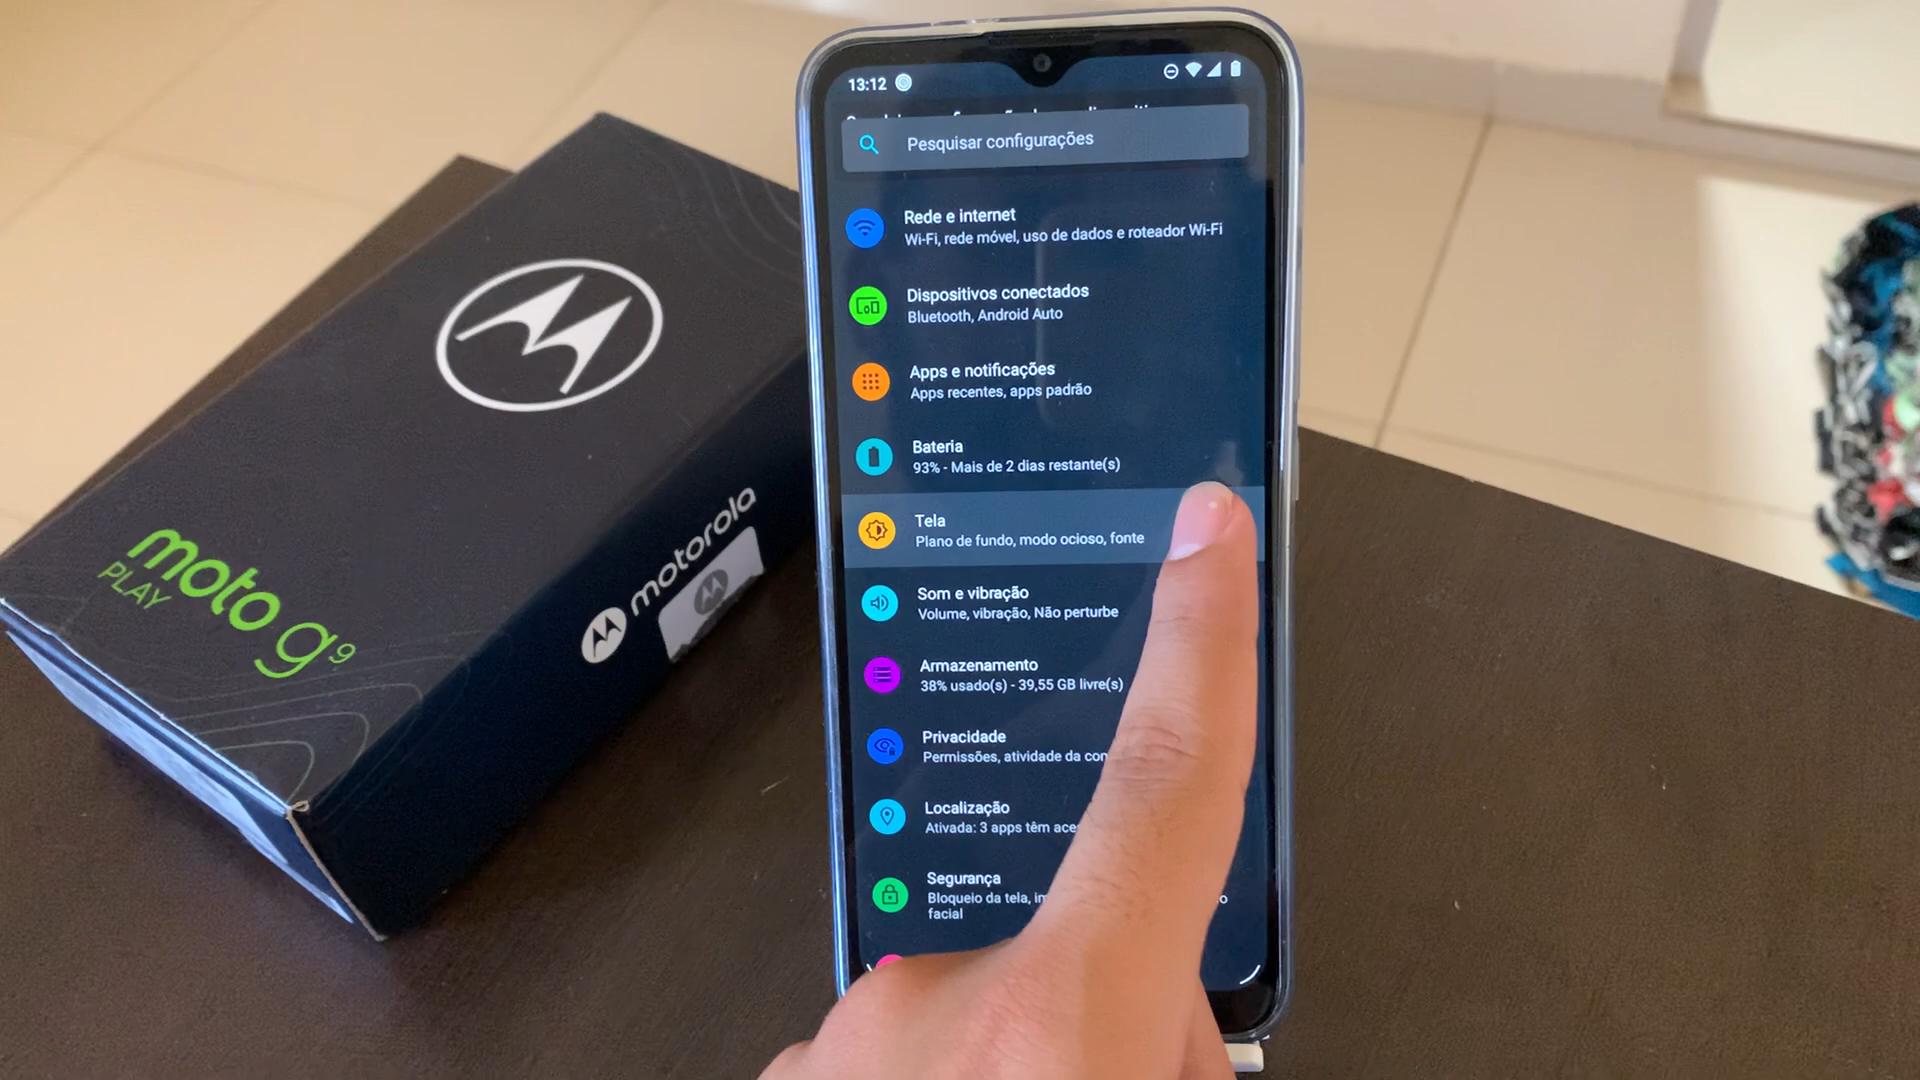 13:12
Pesquisar configurações
Rede e internet
Wi-Fi, rede móvel, uso de dados e roteador Wi-Fi
Dispositivos conectados
Bluetooth, Android Auto
Apps e notificações
Apps recentes, apps padrão
Bateria
93% - Mais de 2 dias restante(s)
Tela
Plano de fundo, modo ocioso, fonte
Som e vibração
Volume, vibração, Não perturbe
Armazenamento
38% usado(s) - 39,55 GB livre(s)
Privacidade
Permissões, atividade da
Localização
Ativada: 3 apps têm
Segurança
Bloqueio da tela,
facial
moto g9
PLAY
motorola